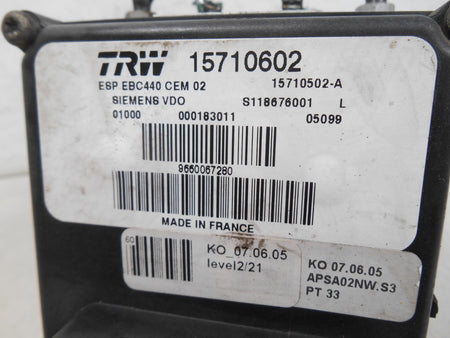 TRW 15710602
ESP EBC440 CEM 02 15710502-A
SIEMENS VDO S118676001 L
01000 000183011 05099
9660067280
MADE IN FRANCE
60
KO_07.06.05
level2/21
KO 07.06.05
APSA02NW.S3
PT 33